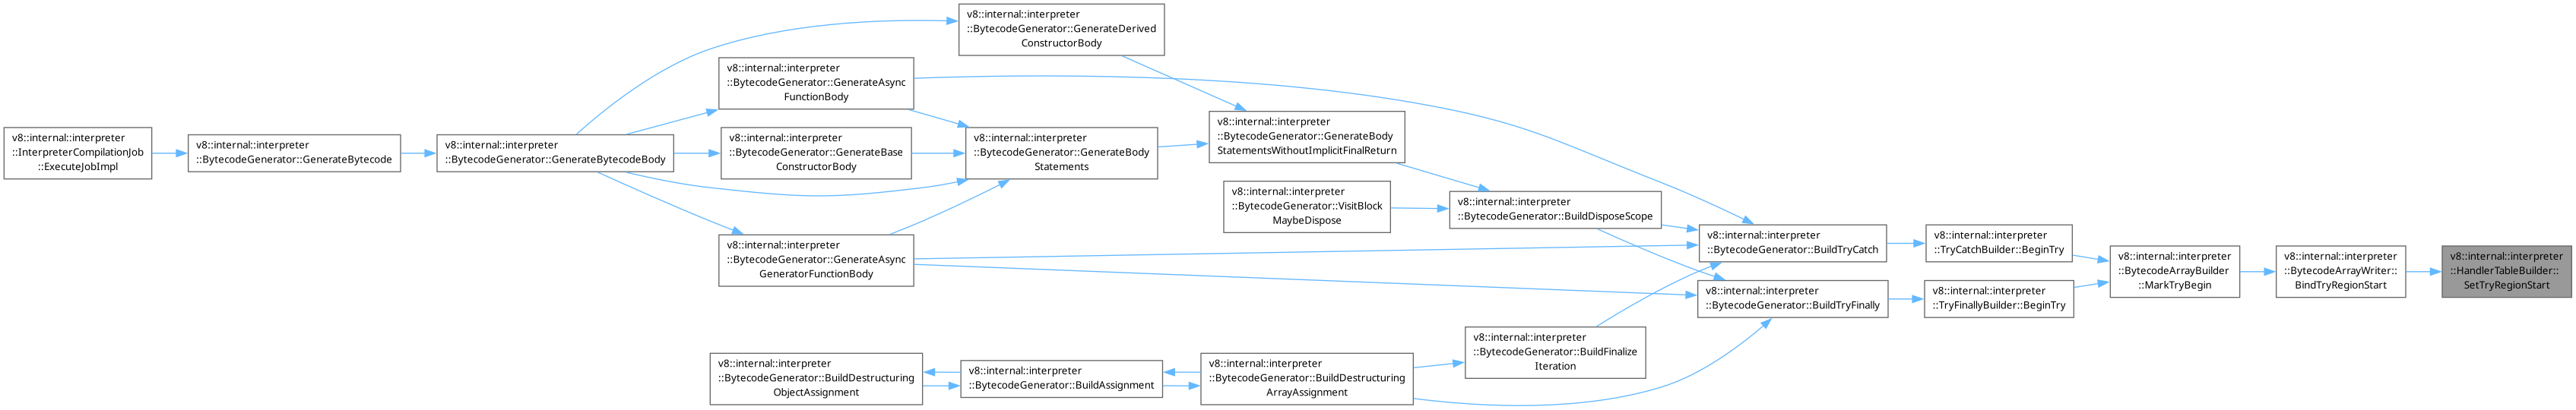 v8::internal::interpreter
::InterpreterCompilationJob
::ExecuteJobImpl
v8::internal::interpreter
::BytecodeGenerator::GenerateBytecode
v8::internal::interpreter
::BytecodeGenerator::GenerateBytecodeBody
v8::internal::interpreter
::BytecodeGenerator::GenerateAsync
FunctionBody
v8::internal::interpreter
::BytecodeGenerator::GenerateBase
ConstructorBody
v8::internal::interpreter
::BytecodeGenerator::GenerateAsync
GeneratorFunctionBody
v8::internal::interpreter
::BytecodeGenerator::BuildDestructuring
ObjectAssignment
v8::internal::interpreter
::BytecodeGenerator::GenerateDerived
ConstructorBody
v8::internal::interpreter
::BytecodeGenerator::GenerateBody
Statements
v8::internal::interpreter
::BytecodeGenerator::BuildAssignment
v8::internal::interpreter
::BytecodeGenerator::GenerateBody
StatementsWithoutImplicitFinalReturn
v8::internal::interpreter
::BytecodeGenerator::VisitBlock
MaybeDispose
v8::internal::interpreter
::BytecodeGenerator::BuildDestructuring
ArrayAssignment
v8::internal::interpreter
::BytecodeGenerator::BuildDisposeScope
v8::internal::interpreter
::BytecodeGenerator::BuildFinalize
Iteration
v8::internal::interpreter
::BytecodeGenerator::BuildTryCatch
v8::internal::interpreter
::BytecodeGenerator::BuildTryFinally
v8::internal::interpreter
::TryCatchBuilder::BeginTry
v8::internal::interpreter
::TryFinallyBuilder::BeginTry
v8::internal::interpreter
::BytecodeArrayBuilder
::MarkTryBegin
v8::internal::interpreter
::BytecodeArrayWriter::
BindTryRegionStart
v8::internal::interpreter
::HandlerTableBuilder::
SetTryRegionStart